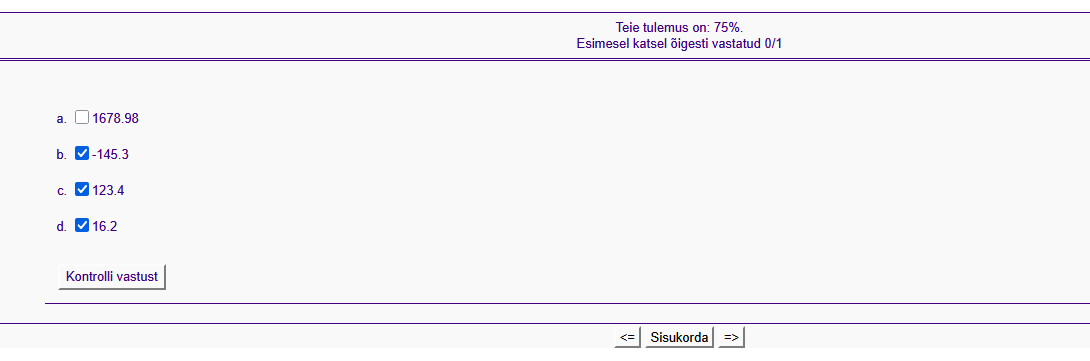 Teie tulemus on: 75%.
Esimesel katsel õigesti vastatud 0/1
a. 1678.98
b. -145.3
c. 123.4
d. 16.2
Kontrolli vastust
<= Sisukorda =>